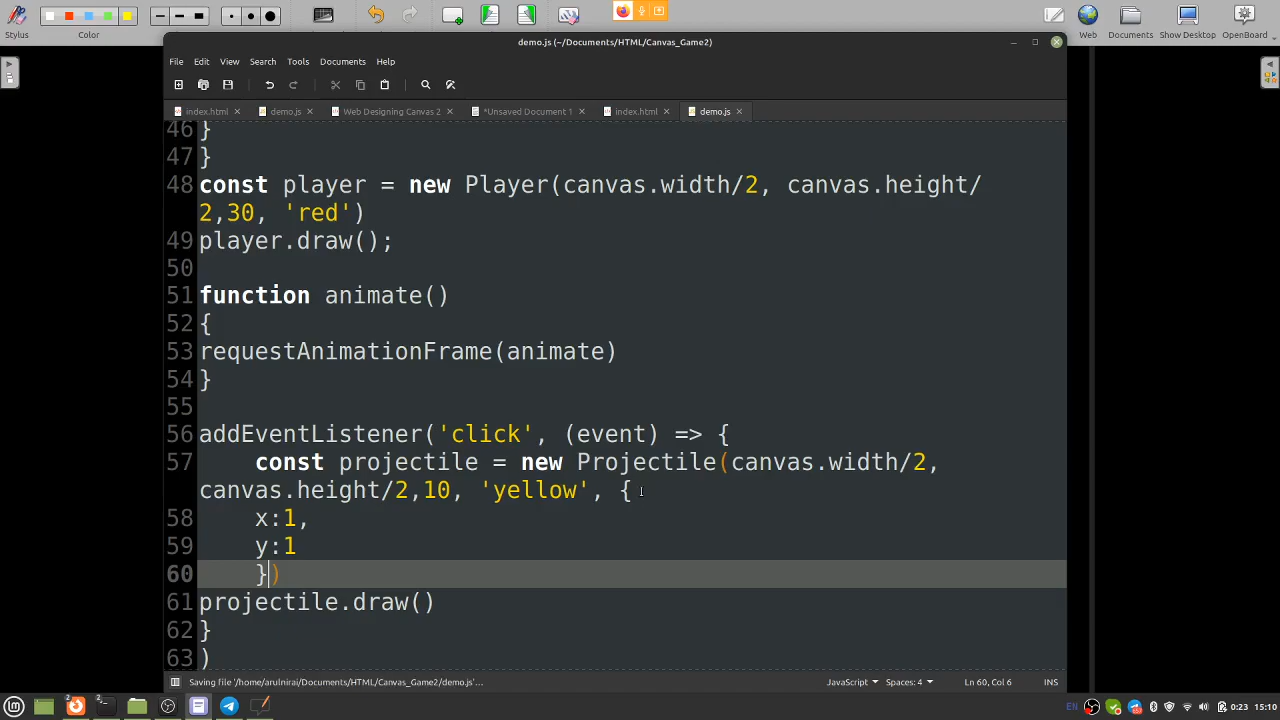 Stylus
Color
Web
Documents
Show Desktop
OpenBoard
demo.js (~/Documents/HTML/Canvas_Game2)
File Edit View Search Tools Documents Help
index.html demo.js Web Designing Canvas 2 *Unsaved Document 1 index.html demo.js
46 }
47 }
48 const player = new Player(canvas.width/2, canvas.height/
2,30, 'red')
49 player.draw();
50
51 function animate()
52 {
53 requestAnimationFrame(animate)
54 }
55
56 addEventListener('click', (event) => {
57 const projectile = new Projectile(canvas.width/2,
canvas.height/2,10, 'yellow', {
58 x:1,
59 y:1
60 })
61 projectile.draw()
62 }
63 )
Saving file '/home/arulnirai/Documents/HTML/Canvas_Game2/demo.js'… JavaScript Spaces: 4 Ln 60, Col 6 INS
EN 0:23 15:10